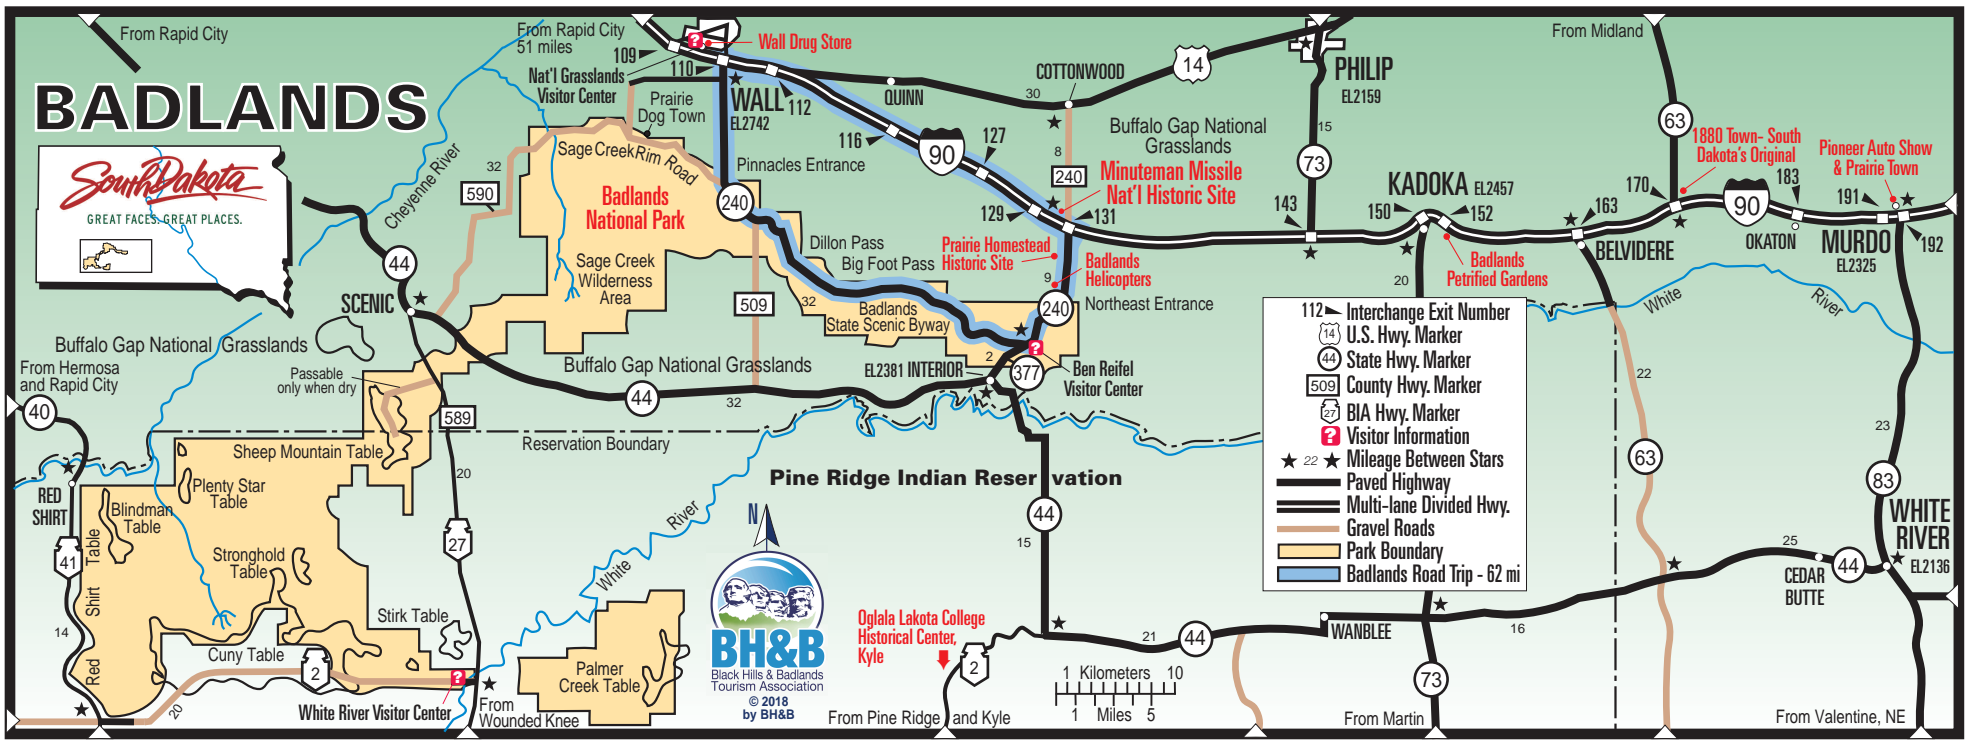 BADLANDS
From Rapid City
South Dakota
GREAT FACES. GREAT PLACES.
From Rapid City
51 miles
109
110
Wall Drug Store
Nat'l Grasslands
Visitor Center
Prairie
Dog Town
WALL
EL2742
112
QUINN
116
90
127
30
COTTONWOOD
14
PHILIP
EL2159
15
73
From Midland
63
Buffalo Gap National
Grasslands
8
240
Minuteman Missile
Nat'l Historic Site
129
131
143
KADOKA EL2457
150
152
163
170
1880 Town- South
Dakota's Original
Pioneer Auto Show
& Prairie Town
183
191
90
OKATON
MURDO
EL2325
192
BELVIDERE
Badlands
Petrified Gardens
20
Prairie Homestead
Historic Site
Badlands
Helicopters
9
240
Northeast Entrance
Cheyenne River
32
590
Sage Creek Rim Road
Pinnacles Entrance
Badlands
National Park
240
Dillon Pass
Big Foot Pass
Sage Creek
Wilderness
Area
509
32
Badlands
State Scenic Byway
44
SCENIC
Buffalo Gap National Grasslands
Buffalo Gap National Grasslands
From Hermosa
and Rapid City
40
Passable
only when dry
44
32
2
EL2381 INTERIOR
377
Ben Reifel
Visitor Center
589
Reservation Boundary
Sheep Mountain Table
20
Plenty Star
Table
Blindman
Table
RED
SHIRT
41
Red Shirt Table
Stronghold
Table
27
14
Stirk Table
Cuny Table
2
20
White River Visitor Center
From
Wounded Knee
Palmer
Creek Table
White River
Pine Ridge Indian Reservation
N
BH&B
Black Hills & Badlands
Tourism Association
© 2018
by BH&B
44
15
Oglala Lakota College
Historical Center,
Kyle
2
From Pine Ridge and Kyle
21
44
1 Kilometers 10
1 Miles 5
WANBLEE
16
73
From Martin
112 Interchange Exit Number
14 U.S. Hwy. Marker
44 State Hwy. Marker
509 County Hwy. Marker
27 BIA Hwy. Marker
? Visitor Information
22 Mileage Between Stars
Paved Highway
Multi-lane Divided Hwy.
Gravel Roads
Park Boundary
Badlands Road Trip - 62 mi
White River
22
63
23
83
WHITE
RIVER
EL2136
25
44
CEDAR
BUTTE
From Valentine, NE